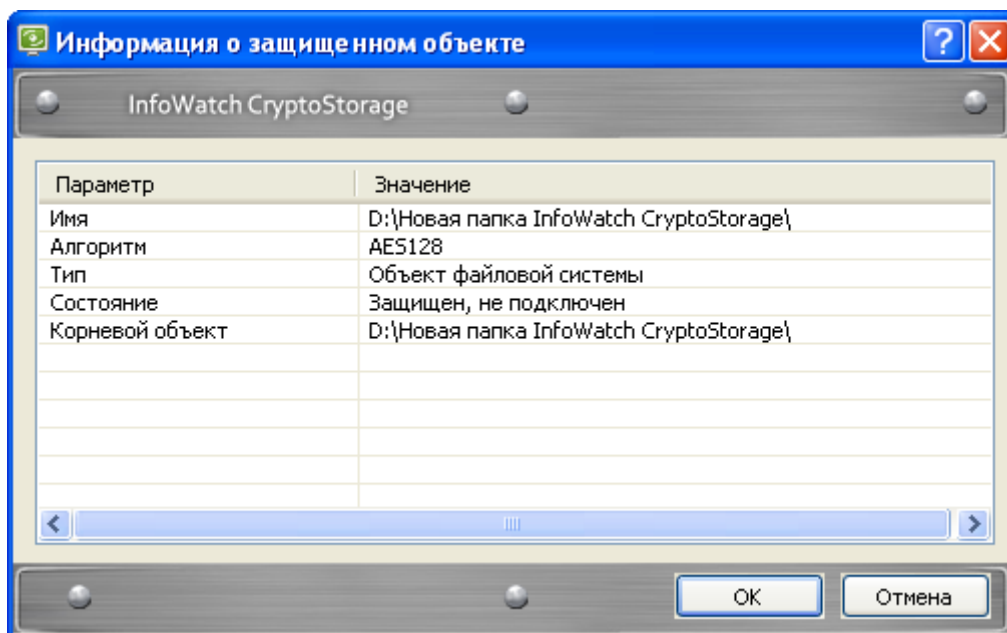 Информация о защищенном объекте
InfoWatch CryptoStorage
Параметр Значение
Имя D:\Новая папка InfoWatch CryptoStorage\
Алгоритм AES128
Тип Объект файловой системы
Состояние Защищен, не подключен
Корневой объект D:\Новая папка InfoWatch CryptoStorage\
OK Отмена